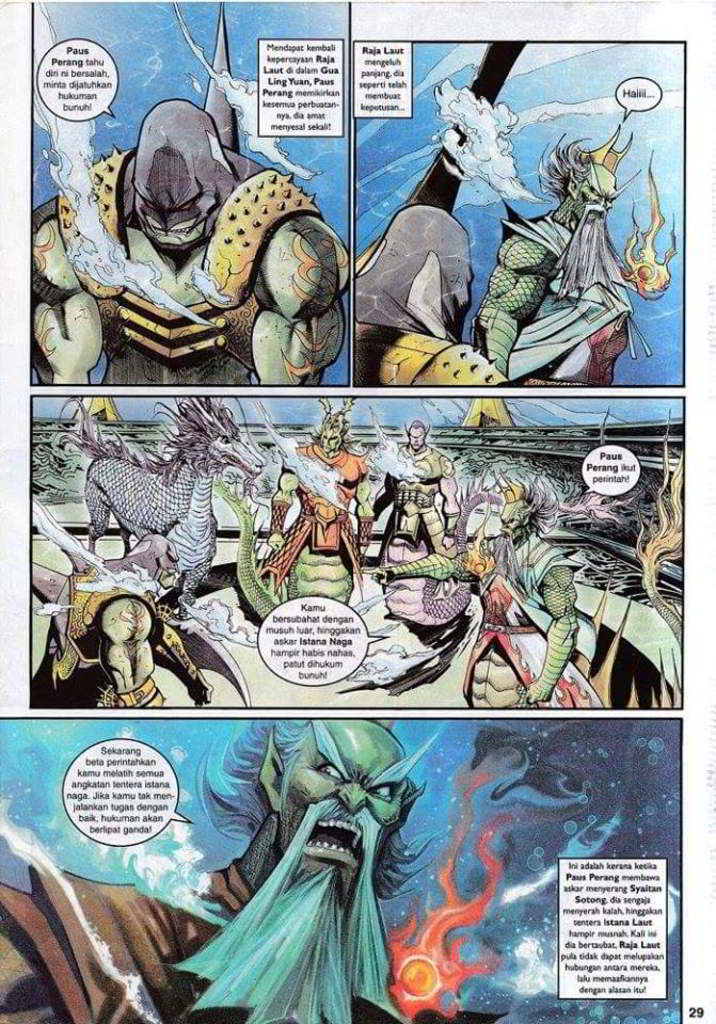 Paus
Perang tahu
diri ni bersalah,
minta dijatuhkan
hukuman
bunuh!
Mendapat kembali
kepercayaan Raja
Laut di dalam Gua
Ling Yuan, Paus
Perang memikirkan
kesemua perbuatan-
nya, dia amat
menyesal sekali!
Raja Laut
mengeluh
panjang, dia
seperti telah
membuat
keputusan...
Haiiii...
Paus
Perang ikut
perintah!
Kamu
bersubahat dengan
musuh luar, hinggakan
askar Istana Naga
hampir habis nahas,
patut dihukum
bunuh!
Sekarang
beta perintahkan
kamu melatih semua
angkatan tentera istana
naga. Jika kamu tak men-
jalankan tugas dengan
baik, hukuman akan
berlipat ganda!
Ini adalah kerana ketika
Paus Perang membawa
askar menyerang Syaitan
Sotong, dia sengaja
menyerah kalah, hinggakan
tentera Istana Laut
hampir musnah. Kali ini
dia bertaubat, Raja Laut
pula tidak dapat melupakan
hubungan antara mereka,
lalu memaafkannya
dengan alasan itu!
29